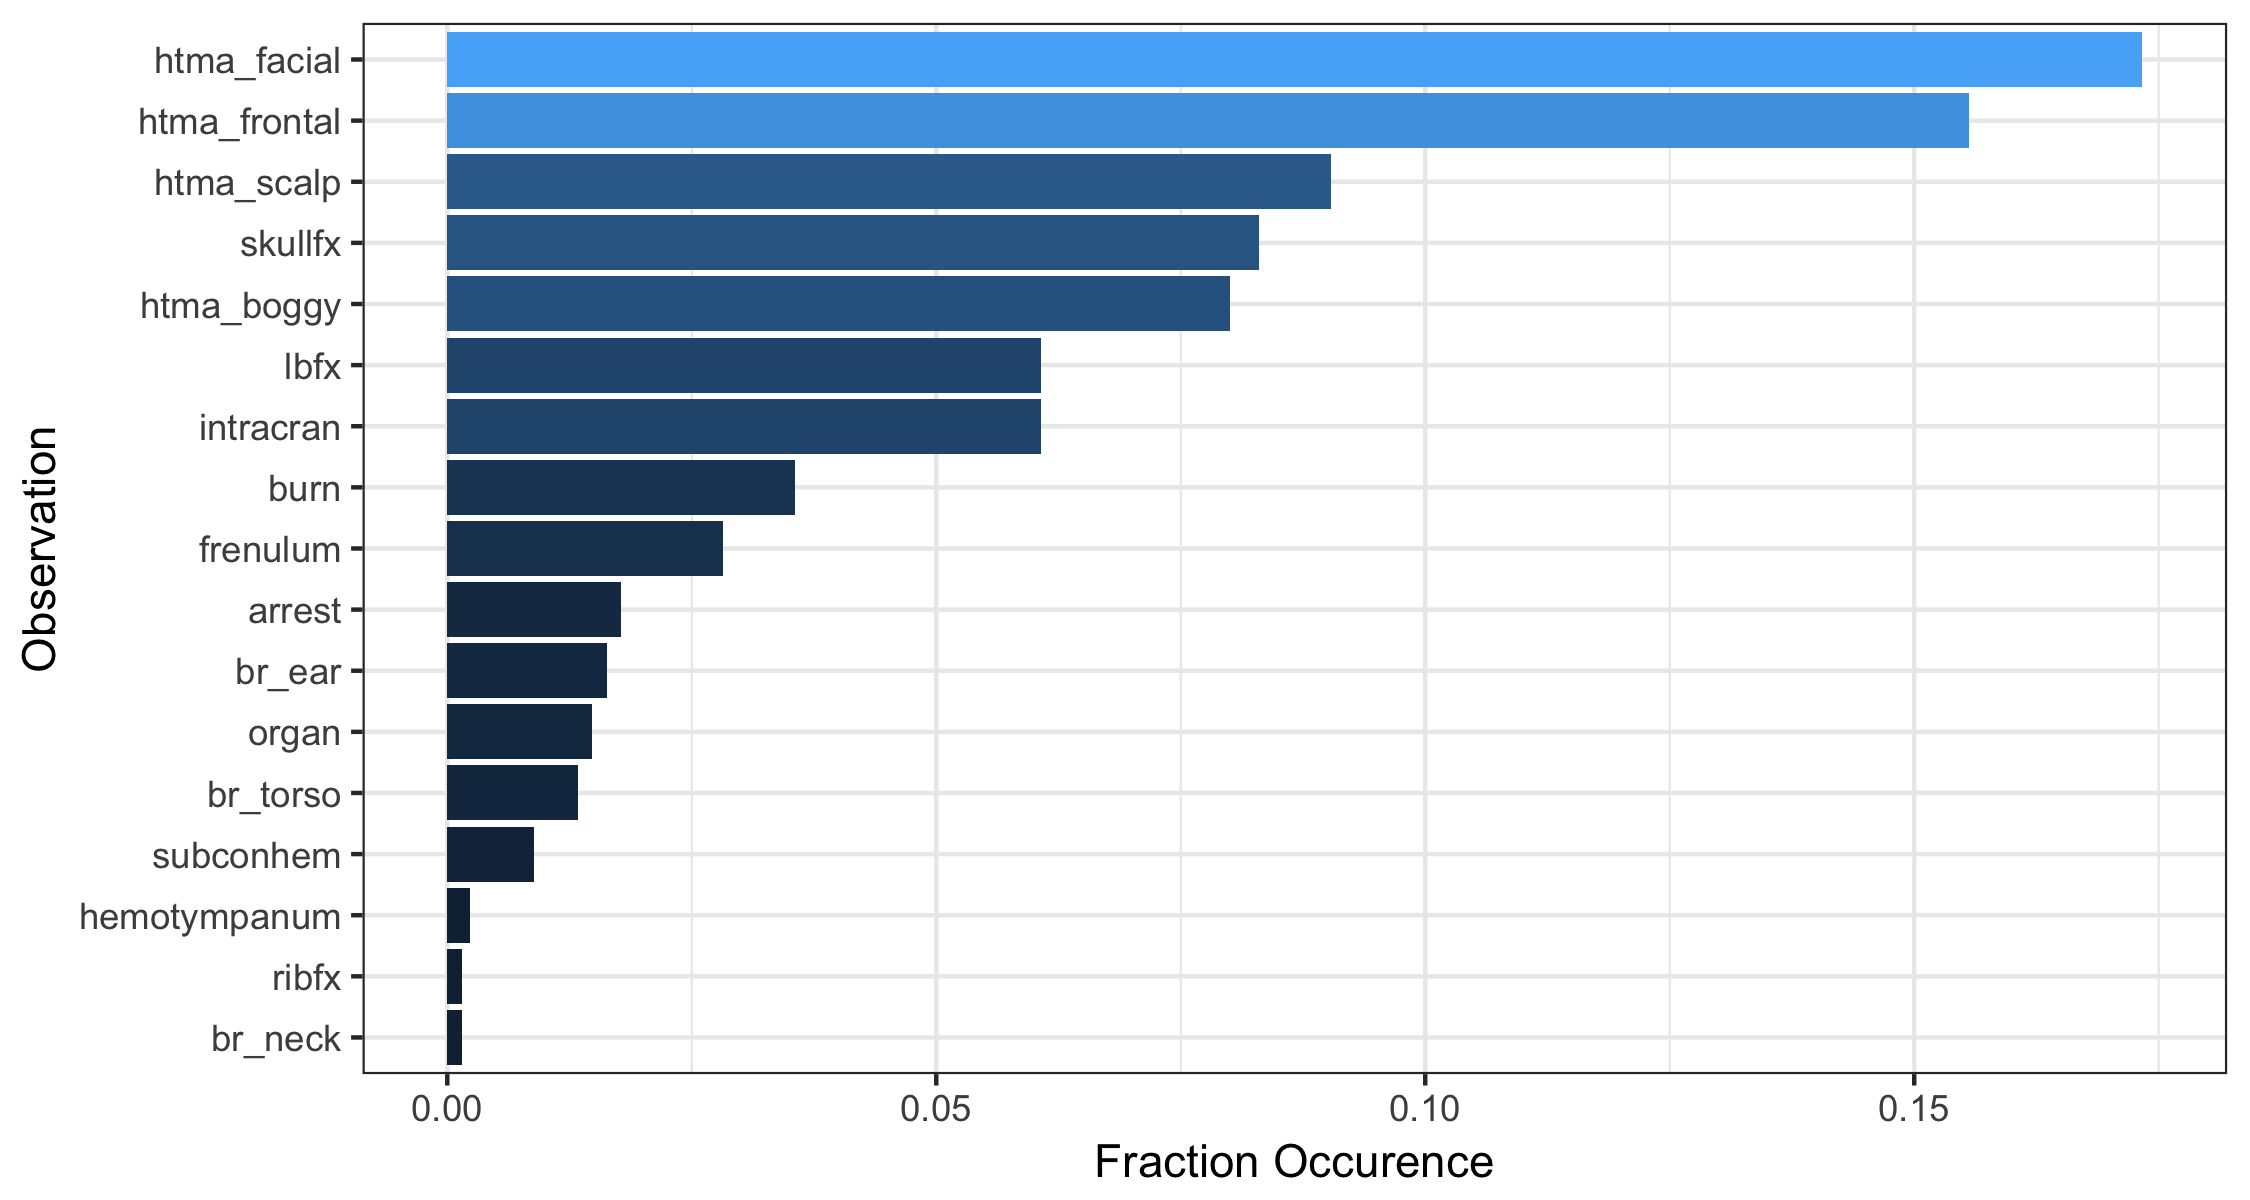 htma_facial
htma_frontal
htma_scalp
skullfx
htma_boggy
lbfx
intracran
burn
frenulum
arrest
br_ear
organ
br_torso
subconhem
hemotympanum
ribfx
br_neck
Observation
0.00 0.05 0.10 0.15
Fraction Occurence